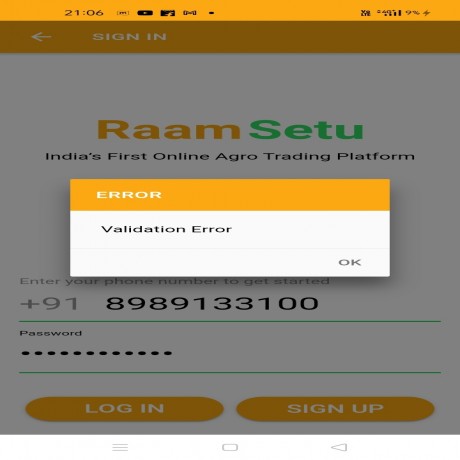 21:06
9%
SIGN IN
Raam Setu
India's First Online Agro Trading Platform
ERROR
Validation Error
OK
Enter your phone number to get started
+91 8989133100
Password
LOG IN
SIGN UP